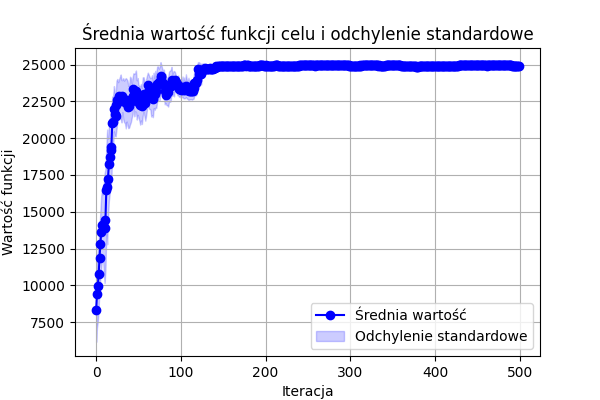 Średnia wartość funkcji celu i odchylenie standardowe
Wartość funkcji
25000
22500
20000
17500
15000
12500
10000
7500
Średnia wartość
Odchylenie standardowe
0 100 200 300 400 500
Iteracja